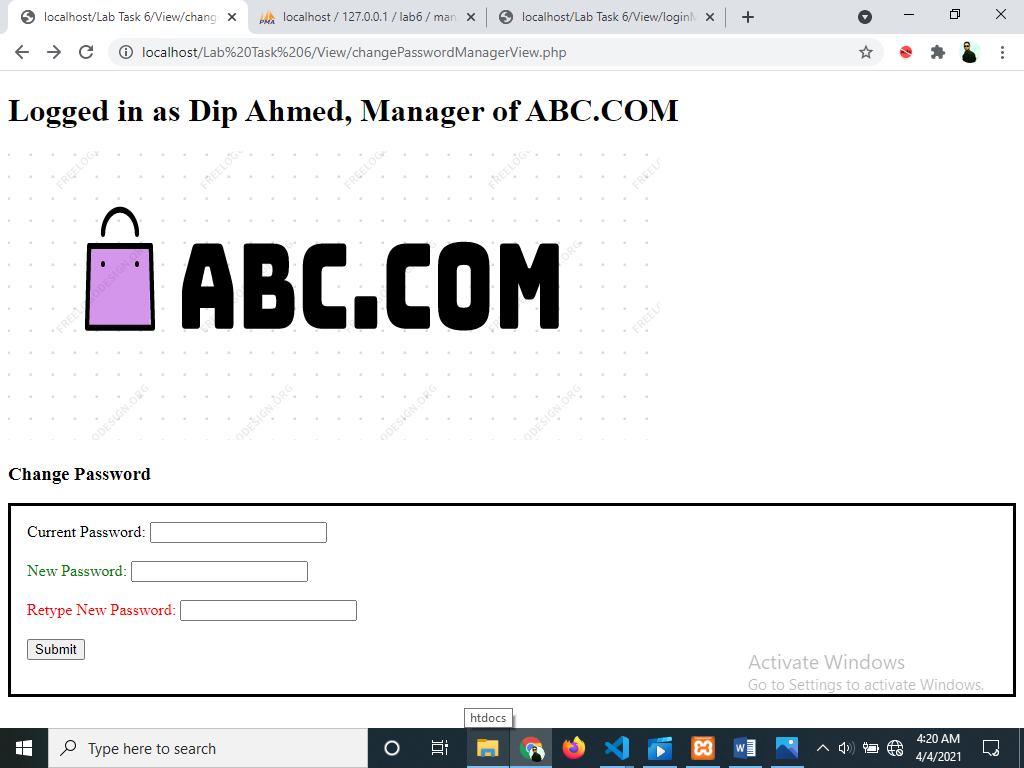 localhost/Lab Task 6/View/chang
localhost / 127.0.0.1 / lab6 / man
localhost/Lab Task 6/View/loginM
localhost/Lab%20Task%206/View/changePasswordManagerView.php
Logged in as Dip Ahmed, Manager of ABC.COM
ABC.COM
Change Password
Current Password:
New Password:
Retype New Password:
Submit
Activate Windows
Go to Settings to activate Windows.
htdocs
Type here to search
4:20 AM
4/4/2021